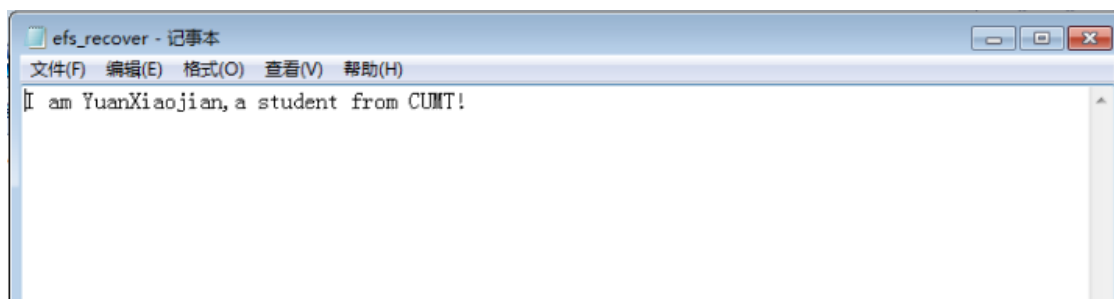 efs_recover - 记事本
文件(F) 编辑(E) 格式(O) 查看(V) 帮助(H)
I am YuanXiaojian,a student from CUMT!